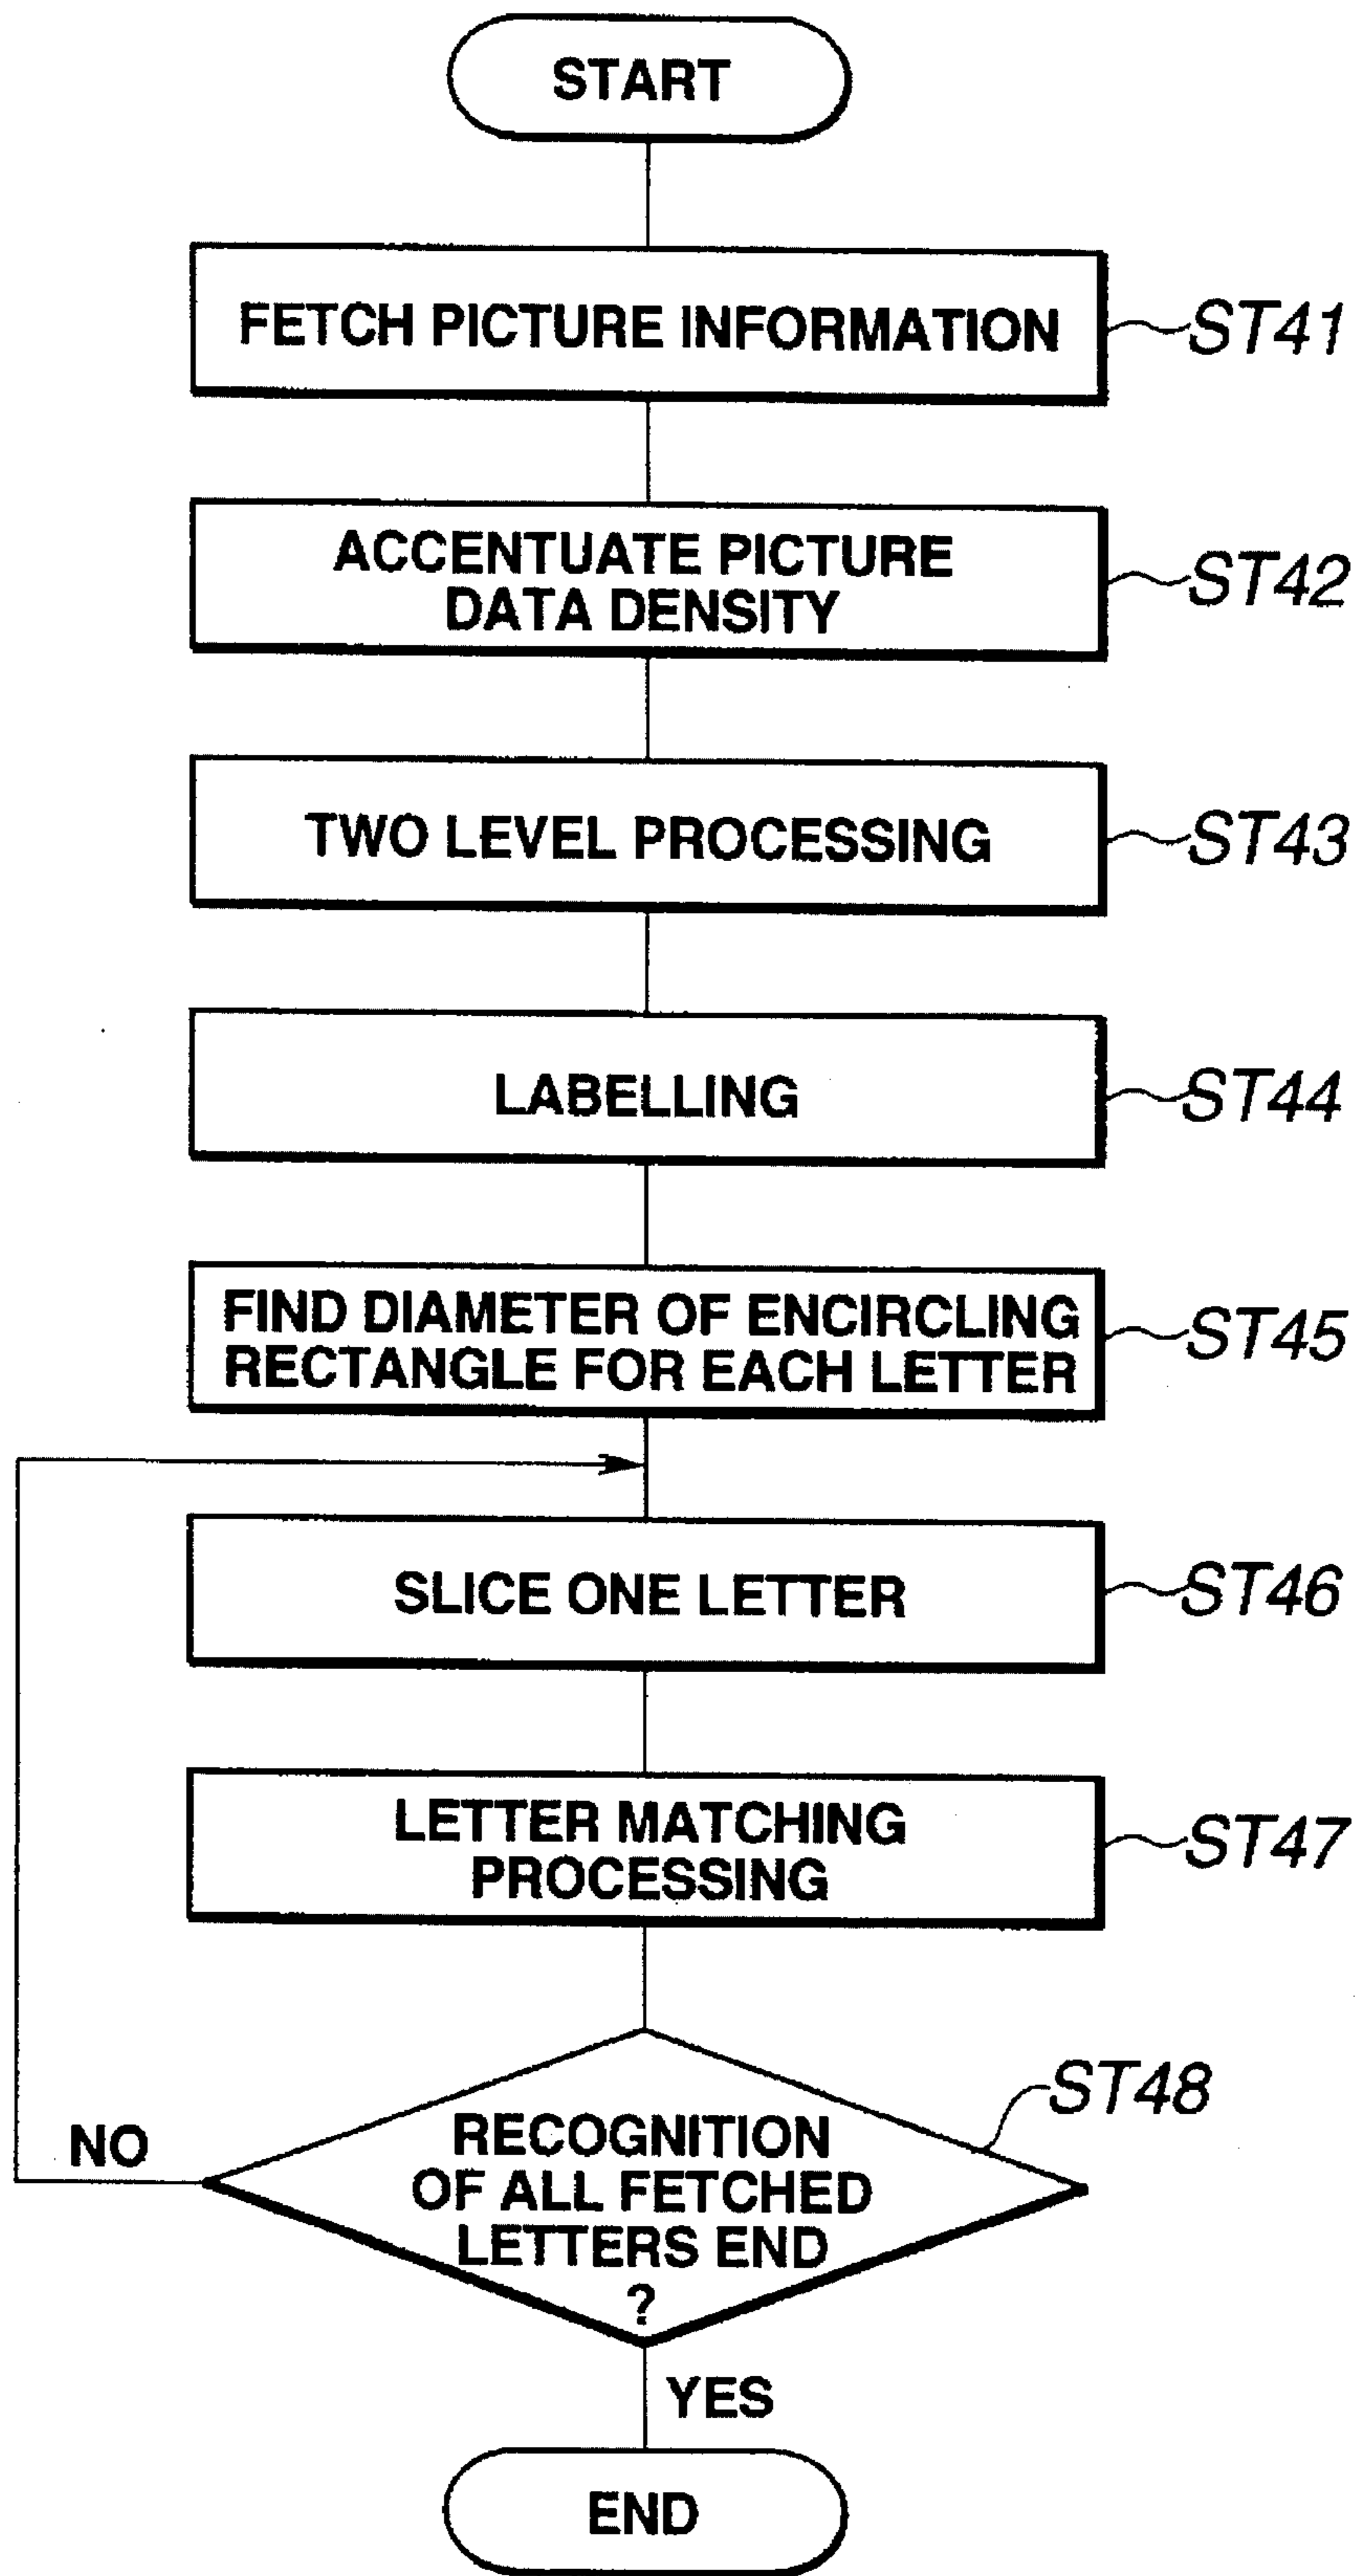 START
FETCH PICTURE INFORMATION
ST41
ACCENTUATE PICTURE
DATA DENSITY
ST42
TWO LEVEL PROCESSING
ST43
LABELLING
ST44
FIND DIAMETER OF ENCIRCLING
RECTANGLE FOR EACH LETTER
ST45
SLICE ONE LETTER
ST46
LETTER MATCHING
PROCESSING
ST47
ST48
RECOGNITION
OF ALL FETCHED
LETTERS END
?
NO
YES
END